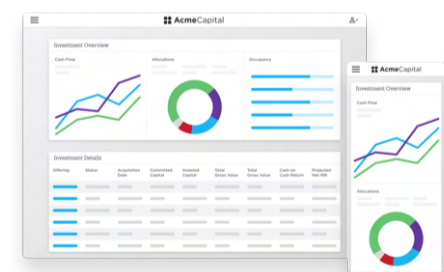 AcmeCapital
Investment Overview
Cash Flow
Allocations
Occupancy
Investment Details
Offering
Status
Acquisition
Date
Committed
Capital
Invested
Capital
Total
Gross Value
Total
Gross Value
Cash on
Cash Return
Projected
Net IRR
AcmeCapital
Investment Overview
Cash Flow
Allocations